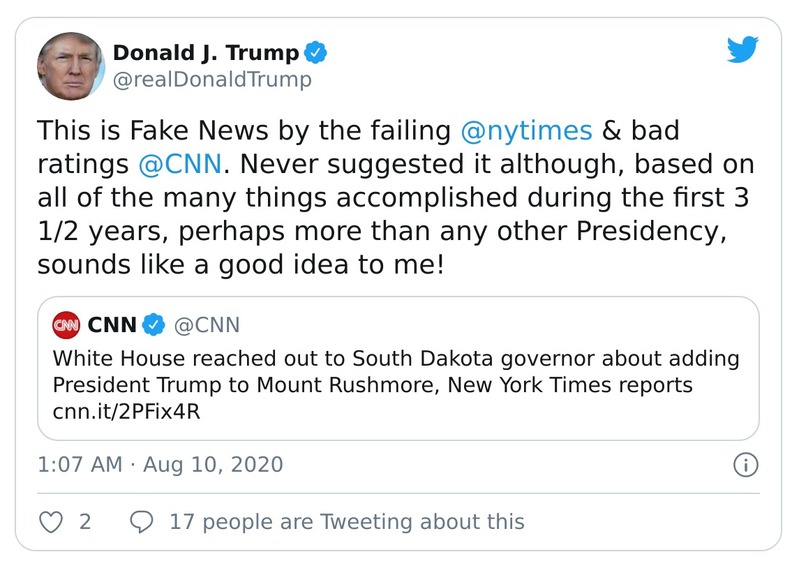 Donald J. Trump
@realDonaldTrump
This is Fake News by the failing @nytimes & bad
ratings @CNN. Never suggested it although, based on
all of the many things accomplished during the first 3
1/2 years, perhaps more than any other Presidency,
sounds like a good idea to me!
CNN CNN @CNN
White House reached out to South Dakota governor about adding
President Trump to Mount Rushmore, New York Times reports
cnn.it/2PFix4R
1:07 AM · Aug 10, 2020
2 17 people are Tweeting about this